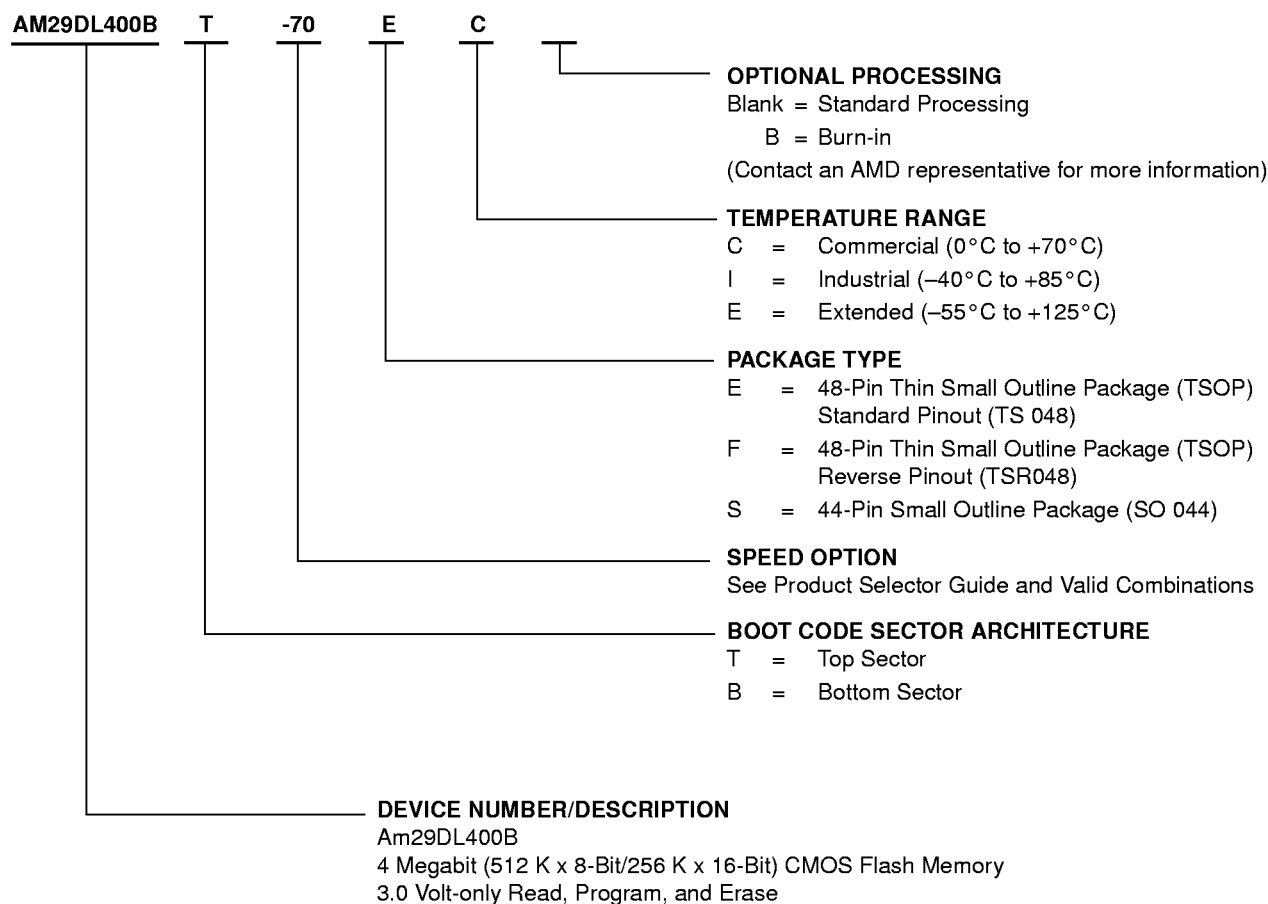 AM29DL400B T -70 E C
OPTIONAL PROCESSING
Blank = Standard Processing
B = Burn-in
(Contact an AMD representative for more information)
TEMPERATURE RANGE
C = Commercial (0°C to +70°C)
I = Industrial (–40°C to +85°C)
E = Extended (–55°C to +125°C)
PACKAGE TYPE
E = 48-Pin Thin Small Outline Package (TSOP)
Standard Pinout (TS 048)
F = 48-Pin Thin Small Outline Package (TSOP)
Reverse Pinout (TSR048)
S = 44-Pin Small Outline Package (SO 044)
SPEED OPTION
See Product Selector Guide and Valid Combinations
BOOT CODE SECTOR ARCHITECTURE
T = Top Sector
B = Bottom Sector
DEVICE NUMBER/DESCRIPTION
Am29DL400B
4 Megabit (512 K x 8-Bit/256 K x 16-Bit) CMOS Flash Memory
3.0 Volt-only Read, Program, and Erase